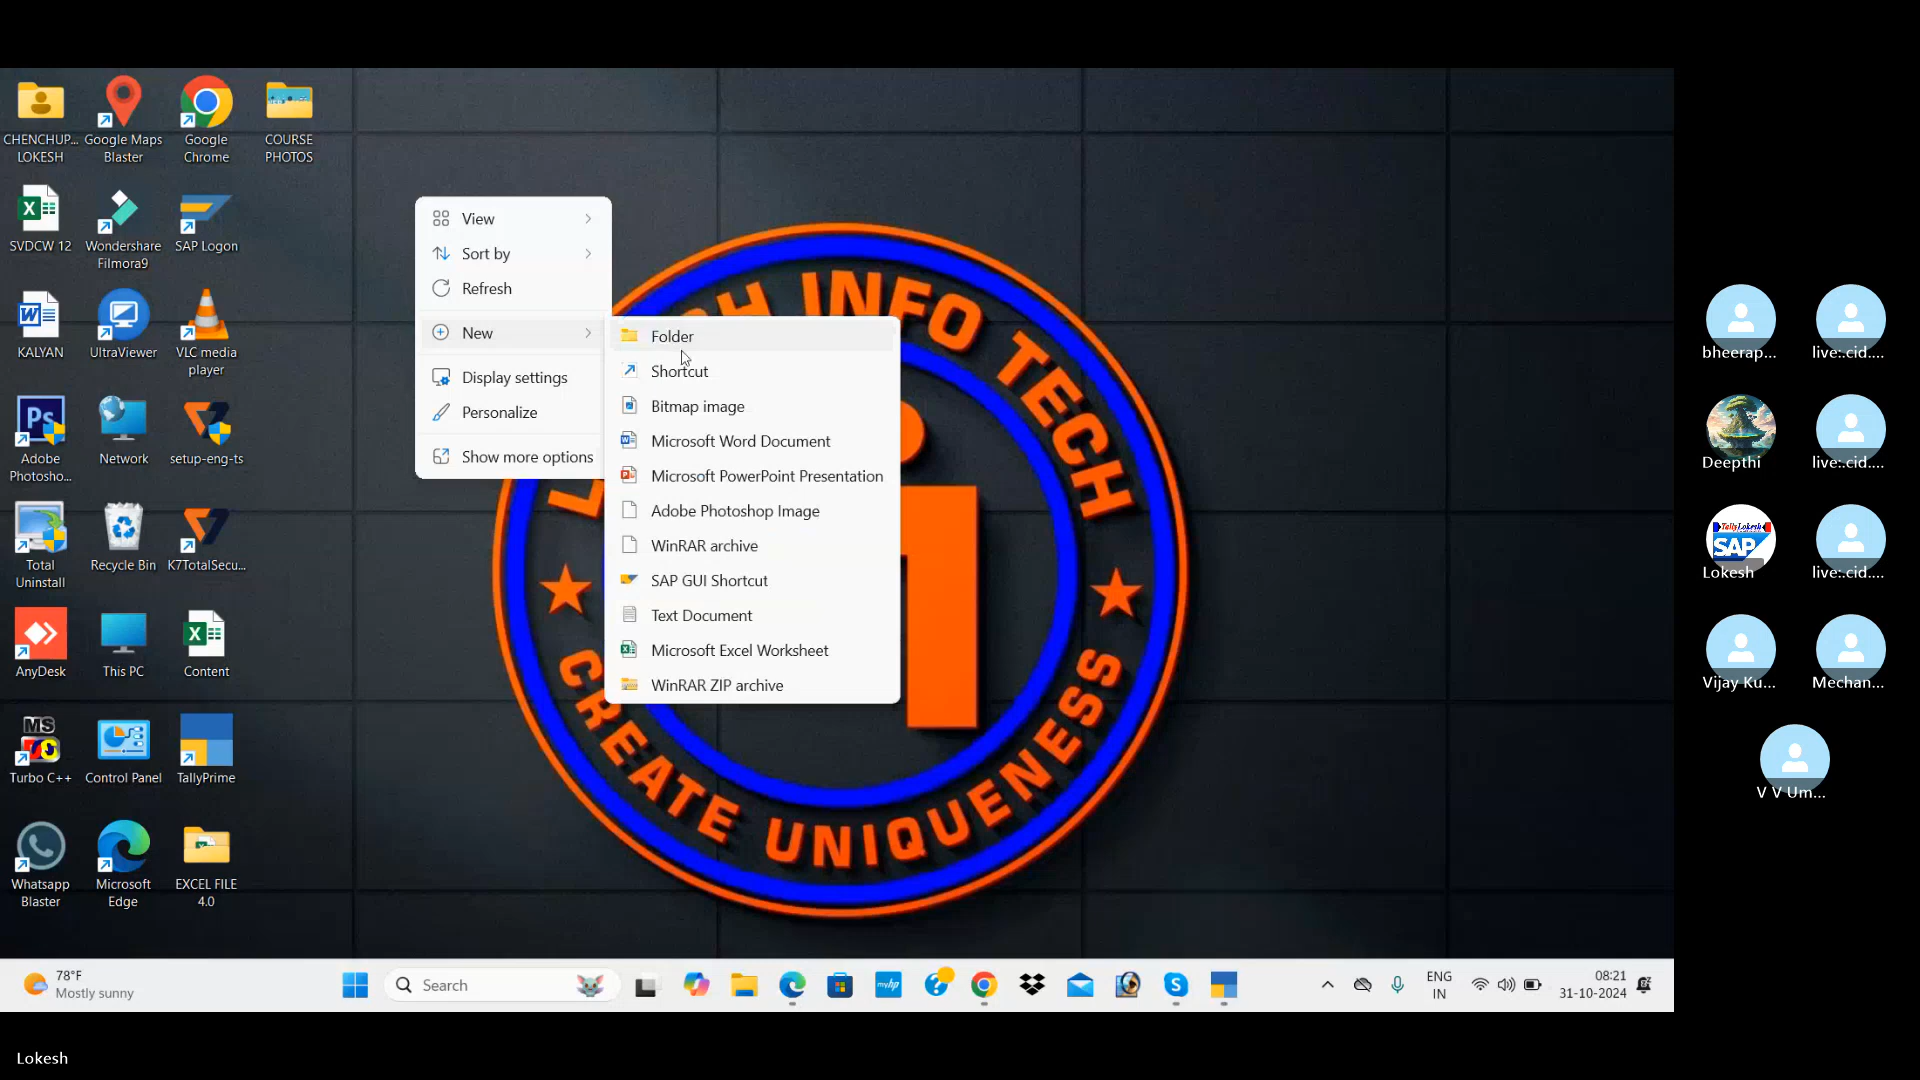 CHENCHUP...
LOKESH
Google Maps
Blaster
Google
Chrome
COURSE
PHOTOS
SVDCW 12
Wondershare
Filmora9
SAP Logon
KALYAN
UltraViewer
VLC media
player
Ps
Adobe
Photosho...
Network
setup-eng-ts
Total
Uninstall
Recycle Bin
K7TotalSecu...
AnyDesk
This PC
Content
MS
Turbo C++
Control Panel
TallyPrime
Whatsapp
Blaster
Microsoft
Edge
EXCEL FILE
4.0
View
Sort by
Refresh
New
Display settings
Personalize
Show more options
Folder
Shortcut
Bitmap image
Microsoft Word Document
Microsoft PowerPoint Presentation
Adobe Photoshop Image
WinRAR archive
SAP GUI Shortcut
Text Document
Microsoft Excel Worksheet
WinRAR ZIP archive
INFO TECH
CREATE UNIQUENESS
bheerap...
live:.cid....
Deepthi
live:.cid....
TallyLokesh
SAP
Lokesh
live:.cid....
Vijay Ku...
Mechan...
V V Um...
78°F
Mostly sunny
Search
myhp
ENG
IN
08:21
31-10-2024
Lokesh